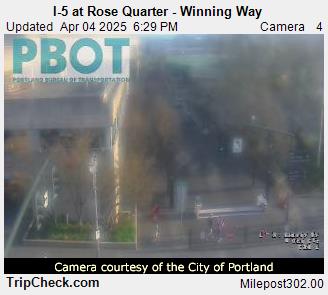 I-5 at Rose Quarter - Winning Way
Updated Apr 04 2025 6:29 PM Camera 4
PBOT
PORTLAND BUREAU OF TRANSPORTATION
Camera courtesy of the City of Portland
TripCheck.com Milepost302.00